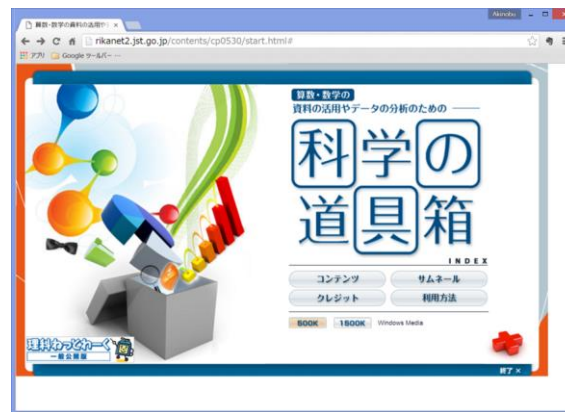 算数・数学の資料の活用や
Akinobu
rikanet2.jst.go.jp/contents/cp0530/start.html#
アプリ
Google ツールバー
算数・数学の
資料の活用やデータの分析のための
科学の
道具箱
INDEX
コンテンツ サムネール
クレジット 利用方法
500K 1500K Windows Media
理科ねっとわーく
一般公開版
終了 ×